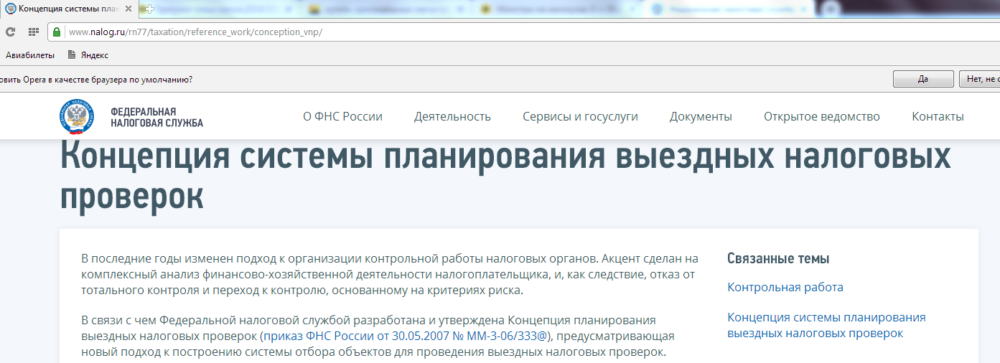 Концепция системы план
www.nalog.ru/rn77/taxation/reference_work/conception_vnp/
Авиабилеты Яндекс
овить Opera в качестве браузера по умолчанию? Да Нет, не с
ФЕДЕРАЛЬНАЯ
НАЛОГОВАЯ СЛУЖБА
О ФНС России Деятельность Сервисы и госуслуги Документы Открытое ведомство Контакты
Концепция системы планирования выездных налоговых
проверок
В последние годы изменен подход к организации контрольной работы налоговых органов. Акцент сделан на
комплексный анализ финансово-хозяйственной деятельности налогоплательщика, и, как следствие, отказ от
тотального контроля и переход к контролю, основанному на критериях риска.
В связи с чем Федеральной налоговой службой разработана и утверждена Концепция планирования
выездных налоговых проверок (приказ ФНС России от 30.05.2007 № ММ-3-06/333@), предусматривающая
новый подход к построению системы отбора объектов для проведения выездных налоговых проверок.
Связанные темы
Контрольная работа
Концепция системы планирования
выездных налоговых проверок